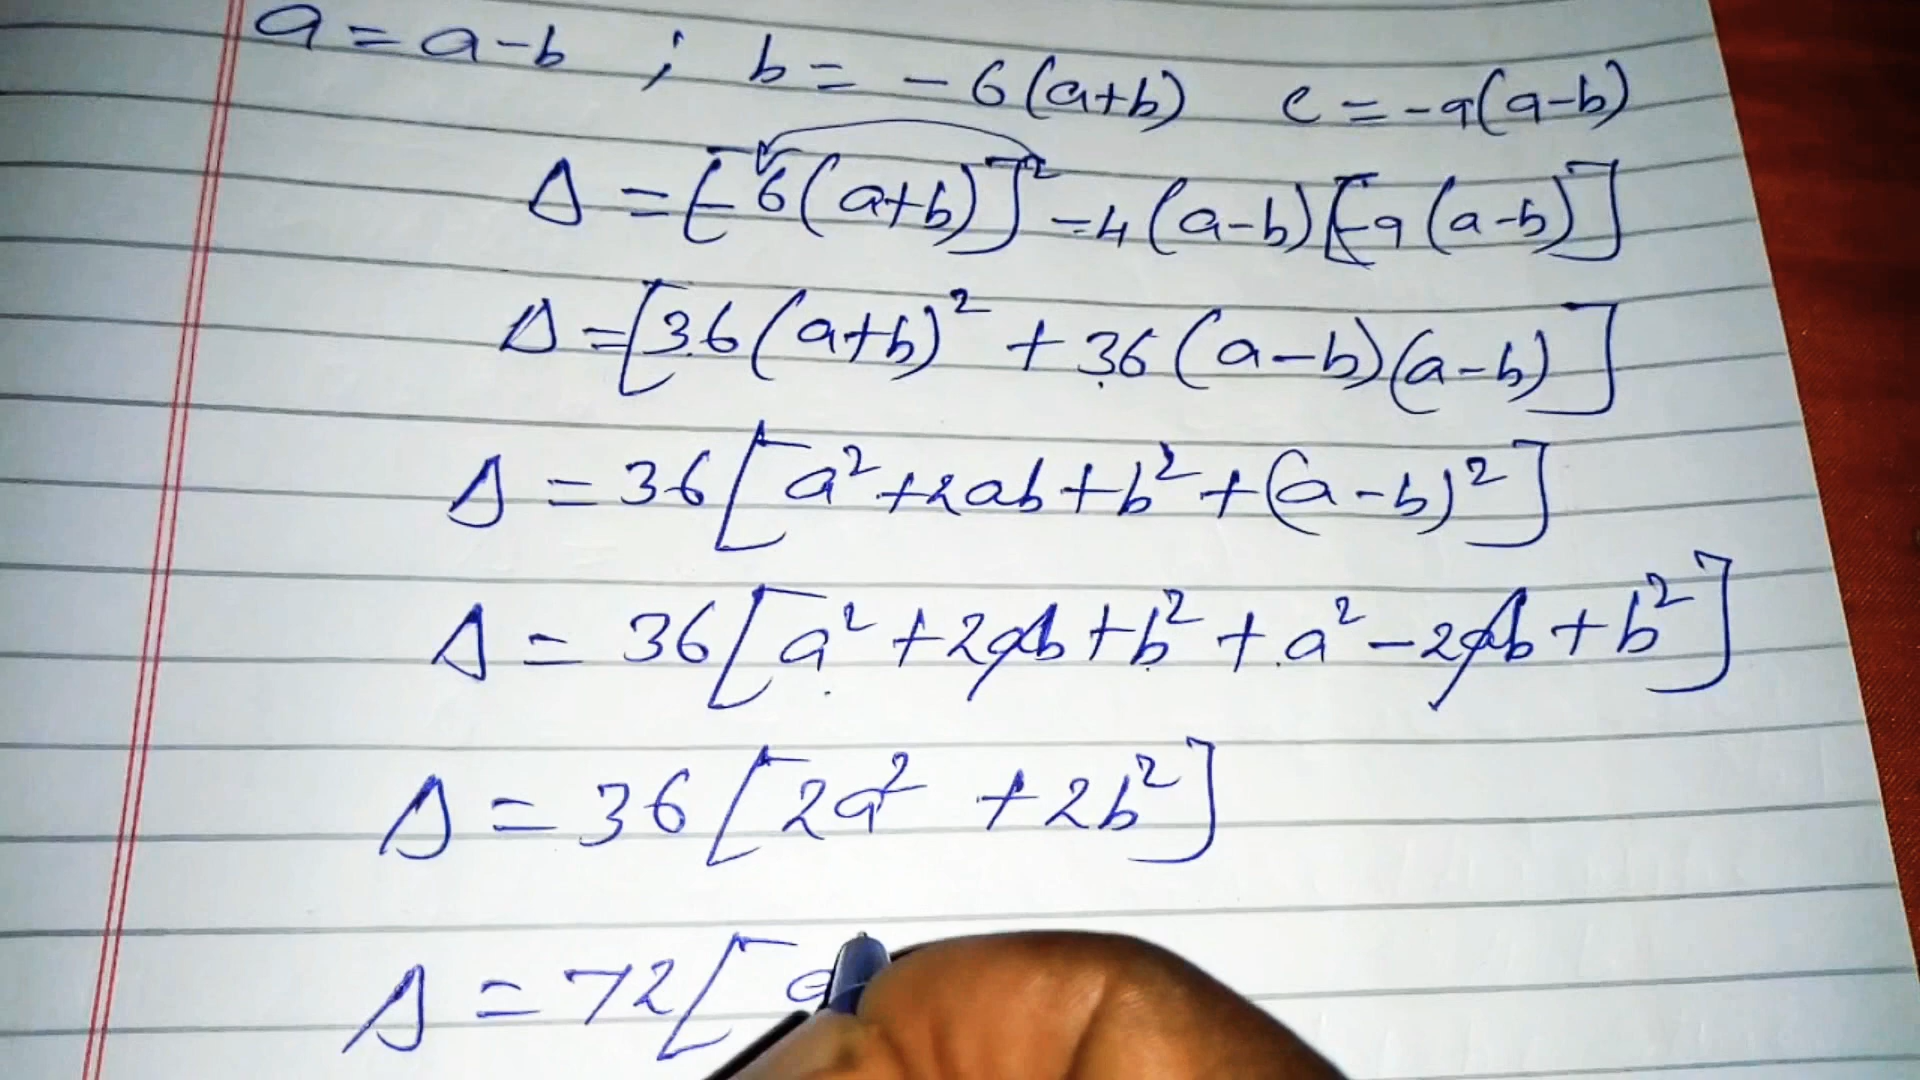 a = a-b ; b = -6(a+b) c = -9(a-b)
Δ = [-6(a+b)]² -4(a-b)[-9(a-b)]
Δ = [36(a+b)² + 36(a-b)(a-b)]
Δ = 36[a²+2ab+b²+(a-b)²]
Δ = 36[a²+2ab+b²+a²-2ab+b²]
Δ = 36[2a² +2b²]
Δ = 72[a